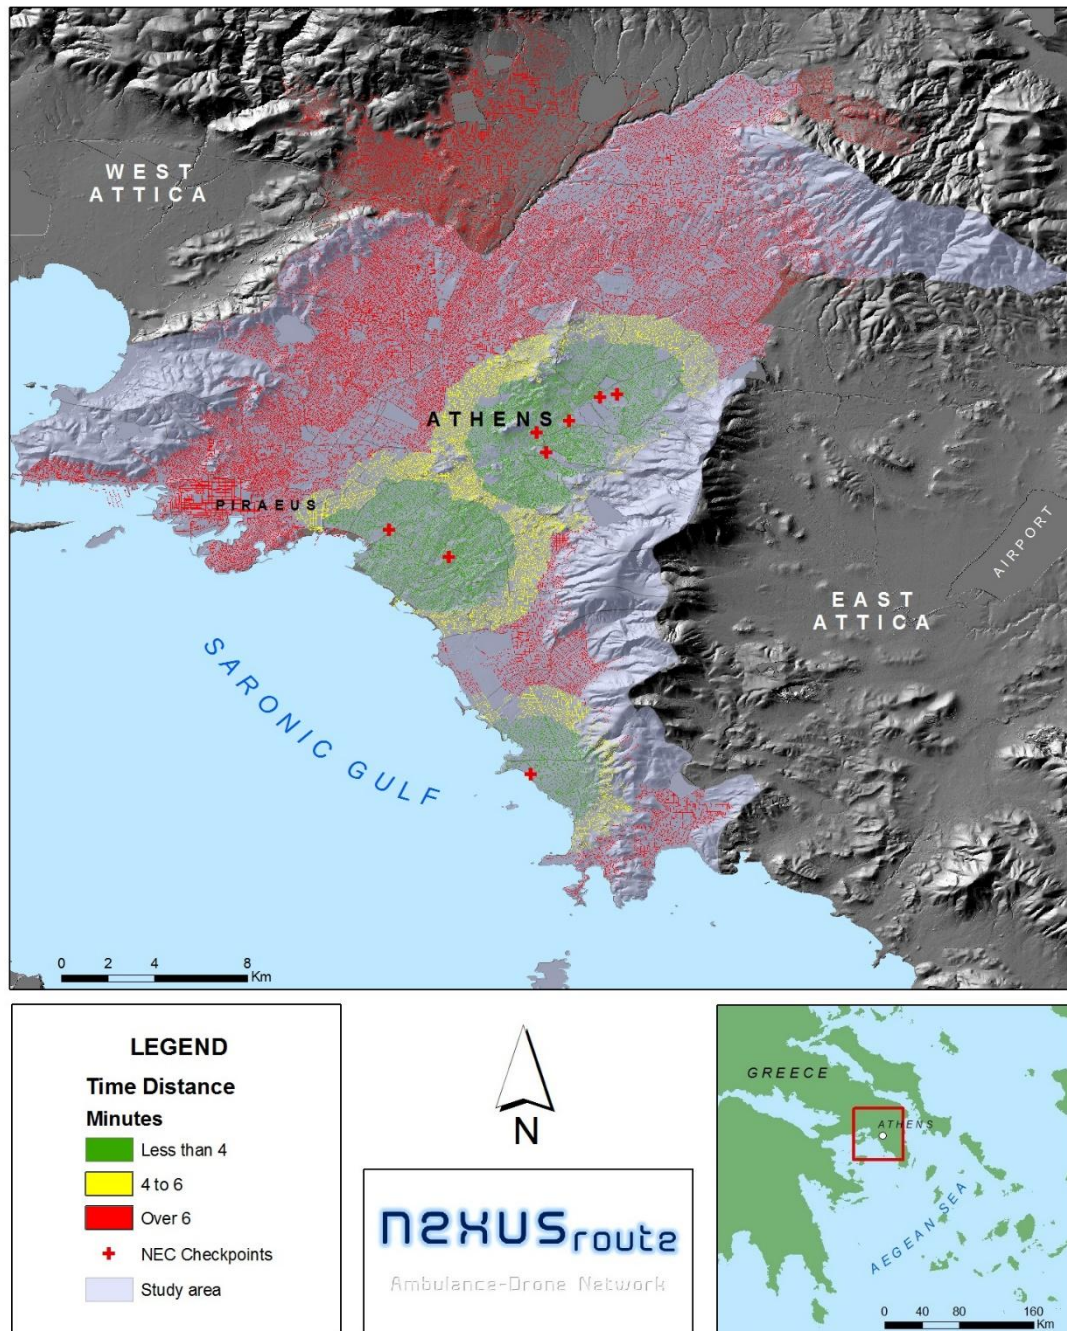 WEST
ATTICA
ATHENS
PIRAEUS
AIRPORT
EAST
ATTICA
SARONIC GULF
0 2 4 8
Km
LEGEND
Time Distance
Minutes
Less than 4
4 to 6
Over 6
NEC Checkpoints
Study area
N
nexus route
Ambulance-Drone Network
GREECE
ATHENS
AEGEAN SEA
0 40 80 160
Km